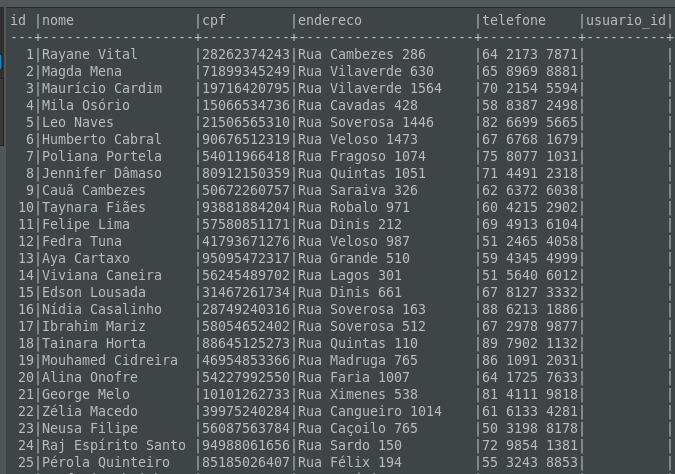 id |nome |cpf |endereco |telefone |usuario_id|
---+-------------------+-----------+----------------------+------------+----------+
1|Rayane Vital |28262374243|Rua Cambezes 286 |64 2173 7871| |
2|Magda Mena |71899345249|Rua Vilaverde 630 |65 8969 8881| |
3|Maurício Cardim |19716420795|Rua Vilaverde 1564 |70 2154 5594| |
4|Mila Osório |15066534736|Rua Cavadas 428 |58 8387 2498| |
5|Leo Naves |21506565310|Rua Soverosa 1446 |82 6699 5665| |
6|Humberto Cabral |90676512319|Rua Veloso 1473 |67 6768 1679| |
7|Poliana Portela |54011966418|Rua Fragoso 1074 |75 8077 1031| |
8|Jennifer Dâmaso |80912150359|Rua Quintas 1051 |71 4491 2318| |
9|Cauã Cambezes |50672260757|Rua Saraiva 326 |62 6372 6038| |
10|Taynara Fiães |93881884204|Rua Robalo 971 |60 4215 2902| |
11|Felipe Lima |57580851171|Rua Dinis 212 |69 4913 6104| |
12|Fedra Tuna |41793671276|Rua Veloso 987 |51 2465 4058| |
13|Aya Cartaxo |95095472317|Rua Grande 510 |59 4345 4999| |
14|Viviana Caneira |56245489702|Rua Lagos 301 |51 5640 6012| |
15|Edson Lousada |31467261734|Rua Dinis 661 |67 8127 3332| |
16|Nídia Casalinho |28749240316|Rua Soverosa 163 |88 6213 1886| |
17|Ibrahim Mariz |58054652402|Rua Soverosa 512 |67 2978 9877| |
18|Tainara Horta |88645125273|Rua Quintas 110 |89 7902 1132| |
19|Mouhamed Cidreira |46954853366|Rua Madruga 765 |86 1091 2031| |
20|Alina Onofre |54227992550|Rua Faria 1007 |64 1725 7633| |
21|George Melo |10101262733|Rua Ximenes 538 |81 4111 9818| |
22|Zélia Macedo |39975240284|Rua Cangueiro 1014 |61 6133 4281| |
23|Neusa Filipe |56087563784|Rua Caçoilo 765 |50 3198 8178| |
24|Raj Espírito Santo |94988061656|Rua Sardo 150 |72 9854 1381| |
25|Pérola Quinteiro |85185026407|Rua Félix 194 |55 3243 8853| |